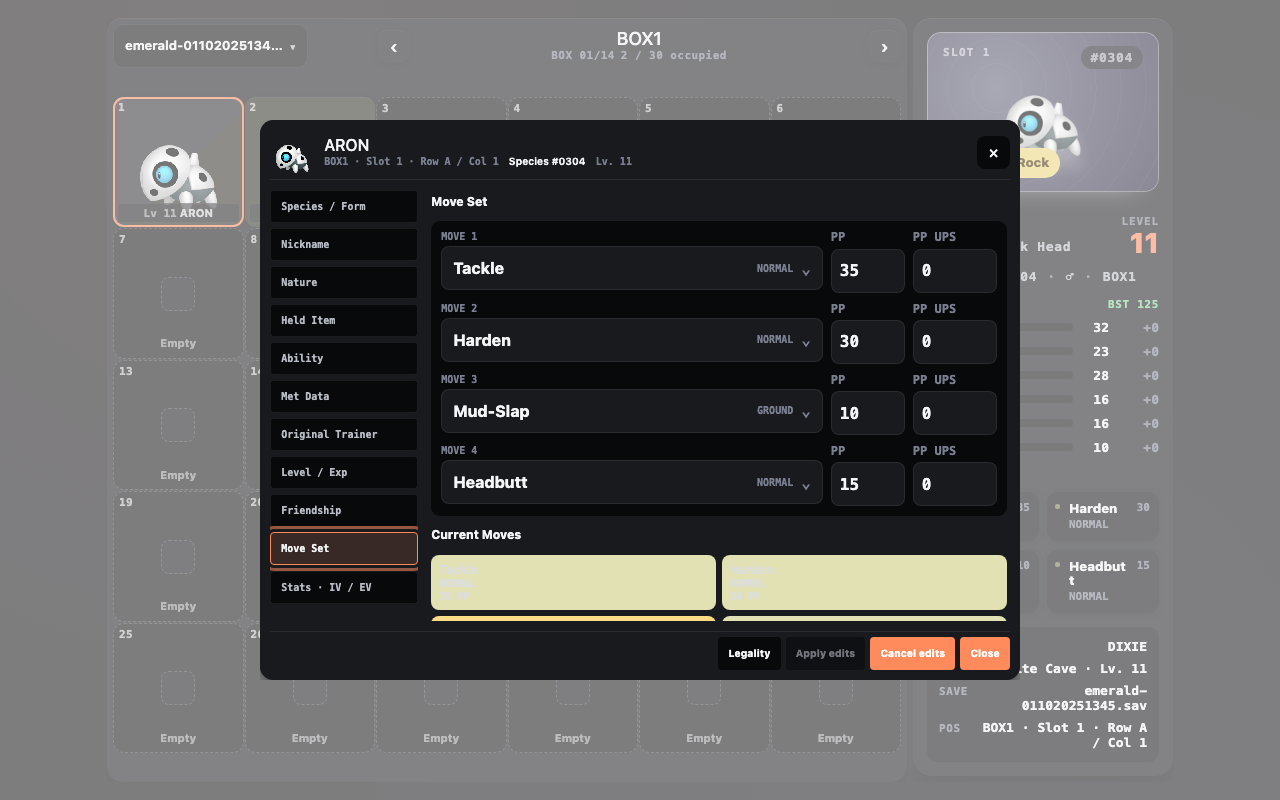 emerald-01102025134... ▾
‹
BOX1
BOX 01/14 2 / 30 occupied
›
SLOT 1
#0304
1
2
3
4
5
6
Lv 11 ARON
Rock
7
8
Empty
13
Empty
19
Empty
25
Empty
Empty
Empty
Empty
Empty
Empty
ARON
BOX1 · Slot 1 · Row A / Col 1 Species #0304 Lv. 11
×
Species / Form
Nickname
Nature
Held Item
Ability
Met Data
Original Trainer
Level / Exp
Friendship
Move Set
Stats · IV / EV
Move Set
MOVE 1
PP
PP UPS
Tackle
NORMAL
35
0
MOVE 2
PP
PP UPS
Harden
NORMAL
30
0
MOVE 3
PP
PP UPS
Mud-Slap
GROUND
10
0
MOVE 4
PP
PP UPS
Headbutt
NORMAL
15
0
Current Moves
Legality
Apply edits
Cancel edits
Close
LEVEL
k Head
11
04 · ♂ · BOX1
BST 125
32 +0
23 +0
28 +0
16 +0
16 +0
10 +0
Harden 30
NORMAL
10
Headbut
t
15
NORMAL
DIXIE
te Cave · Lv. 11
SAVE
emerald-
011020251345.sav
POS
BOX1 · Slot 1 · Row A
/ Col 1